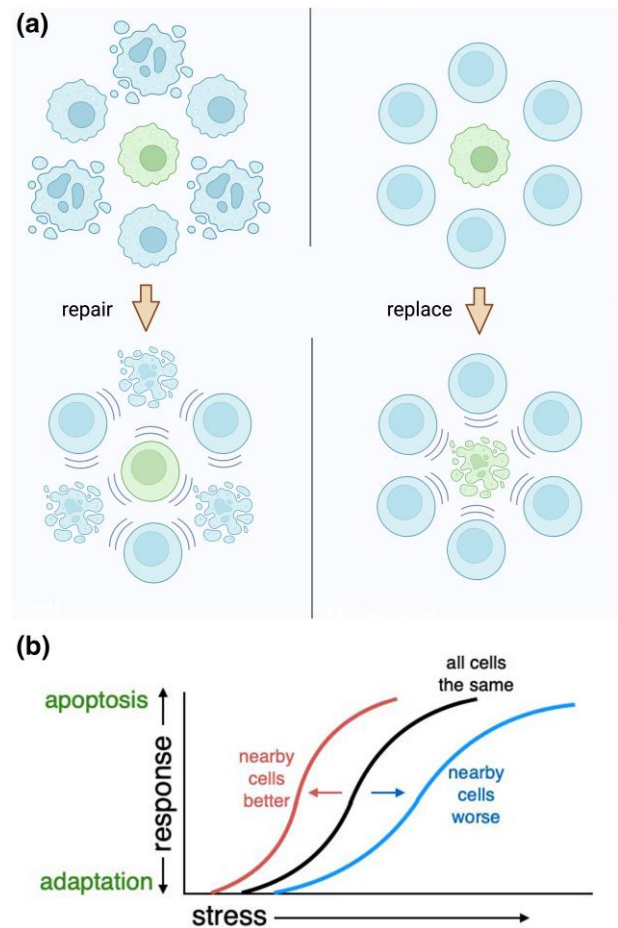 (a)
repair
replace
(b)
apoptosis
response
adaptation
nearby
cells
better
all cells
the same
nearby
cells
worse
stress